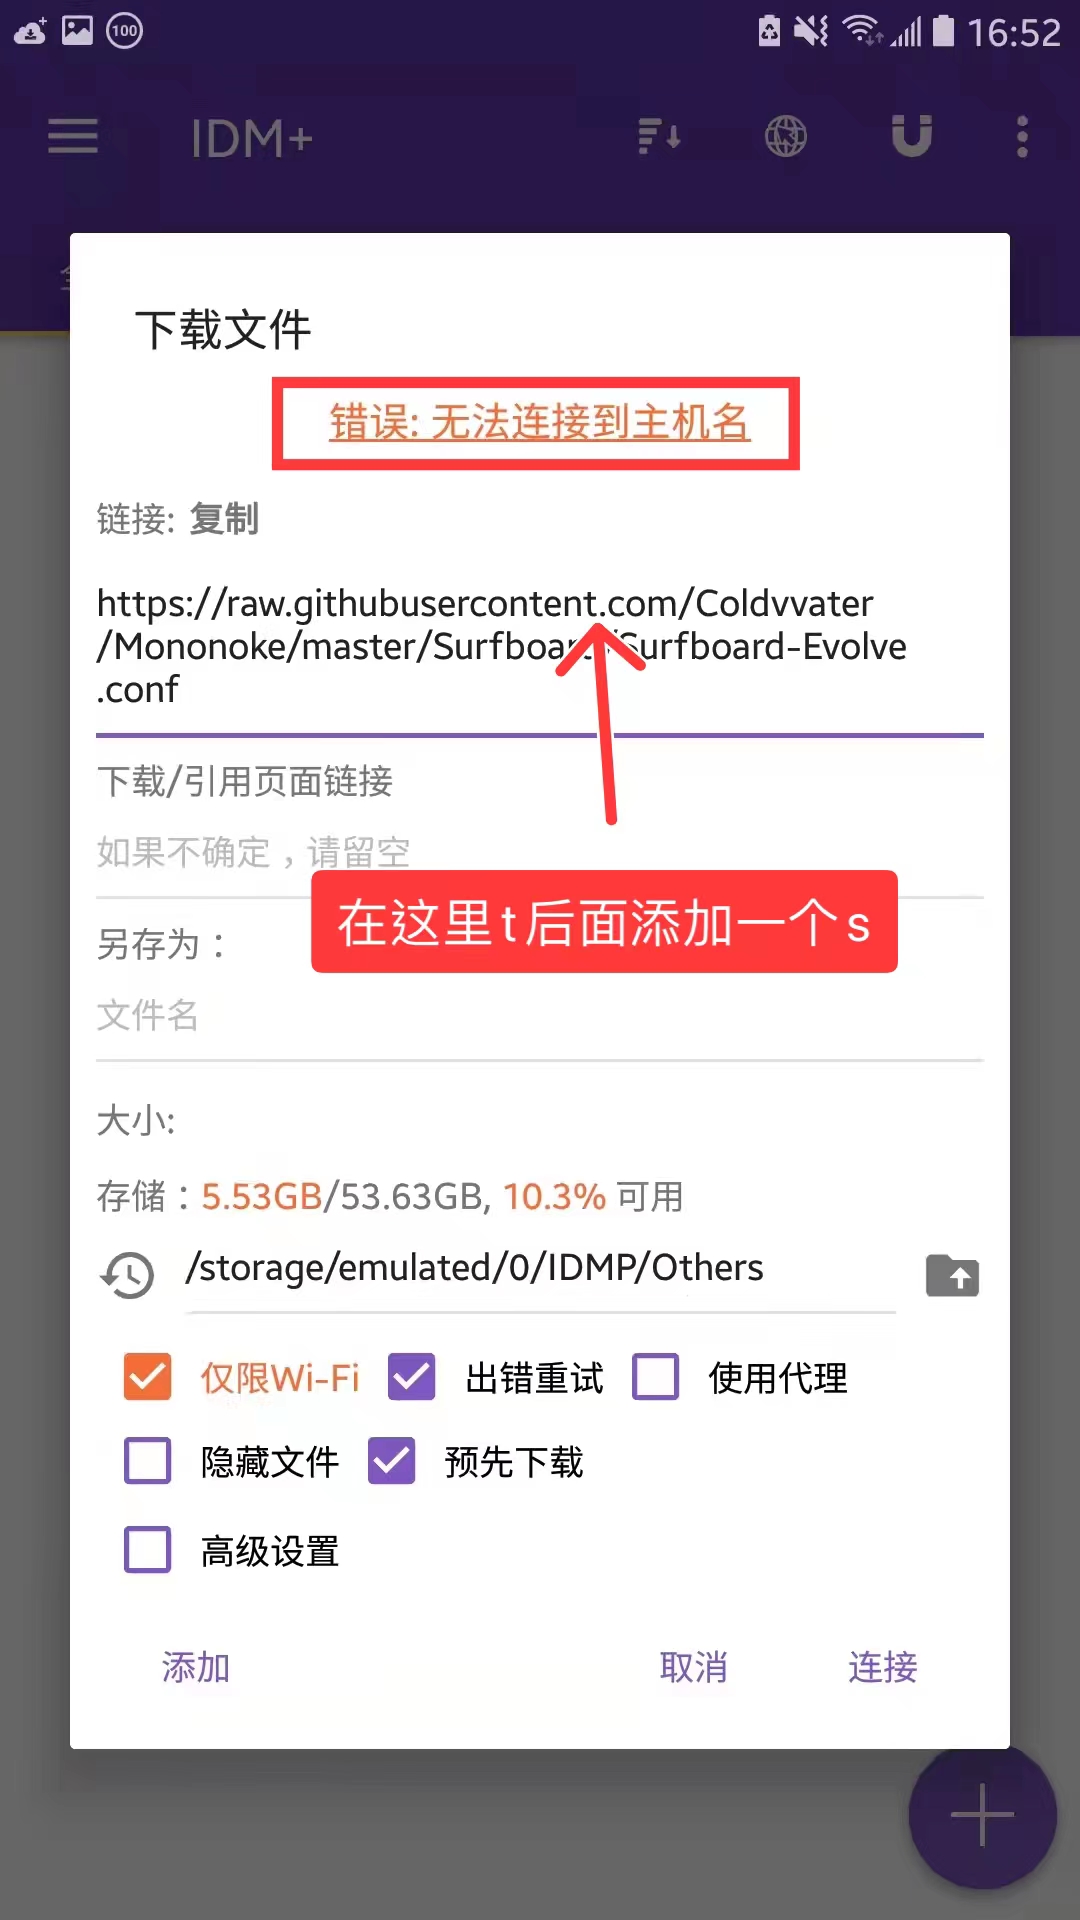 100
16:52
IDM+
下载文件
错误: 无法连接到主机名
链接: 复制
https://raw.githubusercontent.com/Coldvvater
/Mononoke/master/Surfboard/Surfboard-Evolve
.conf
下载/引用页面链接
如果不确定，请留空
在这里t后面添加一个s
另存为：
文件名
大小:
存储：5.53GB/53.63GB, 10.3% 可用
/storage/emulated/0/IDMP/Others
仅限Wi-Fi 出错重试 使用代理
隐藏文件 预先下载
高级设置
添加 取消 连接